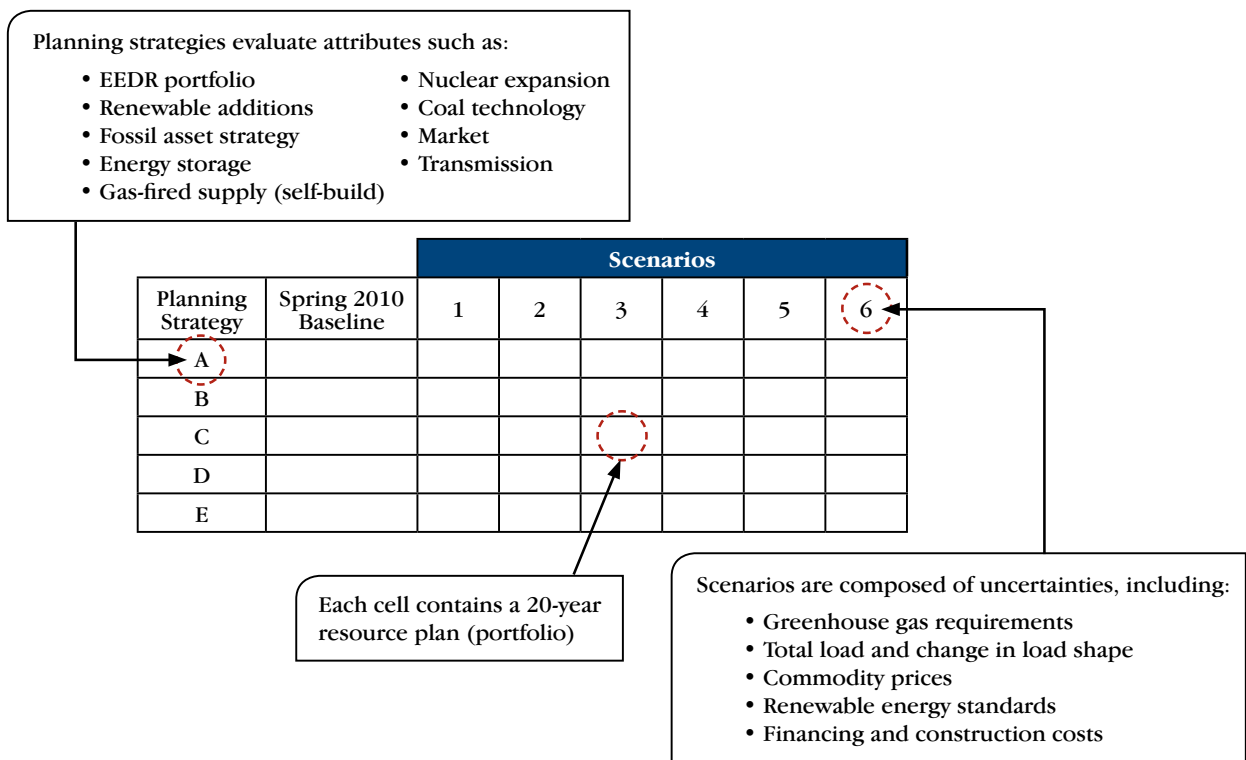 Planning strategies evaluate attributes such as:
• EEDR portfolio
• Renewable additions
• Fossil asset strategy
• Energy storage
• Gas-fired supply (self-build)
• Nuclear expansion
• Coal technology
• Market
• Transmission
Scenarios
Planning
Strategy
Spring 2010
Baseline
1 2 3 4 5 6
A
B
C
D
E
Each cell contains a 20-year
resource plan (portfolio)
Scenarios are composed of uncertainties, including:
• Greenhouse gas requirements
• Total load and change in load shape
• Commodity prices
• Renewable energy standards
• Financing and construction costs